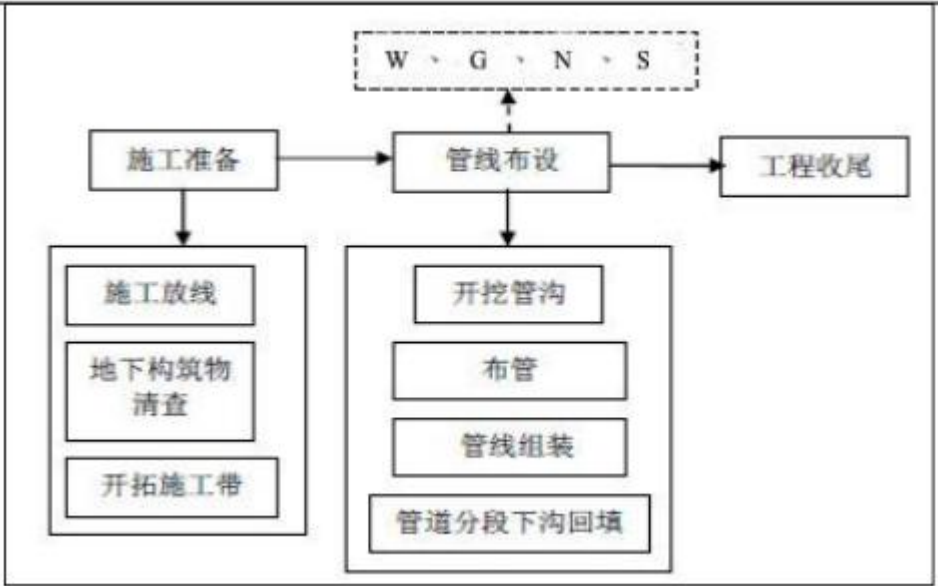 W、G、N、S
施工准备
管线布设
工程收尾
施工放线
地下构筑物
清查
开拓施工带
开挖管沟
布管
管线组装
管道分段下沟回填